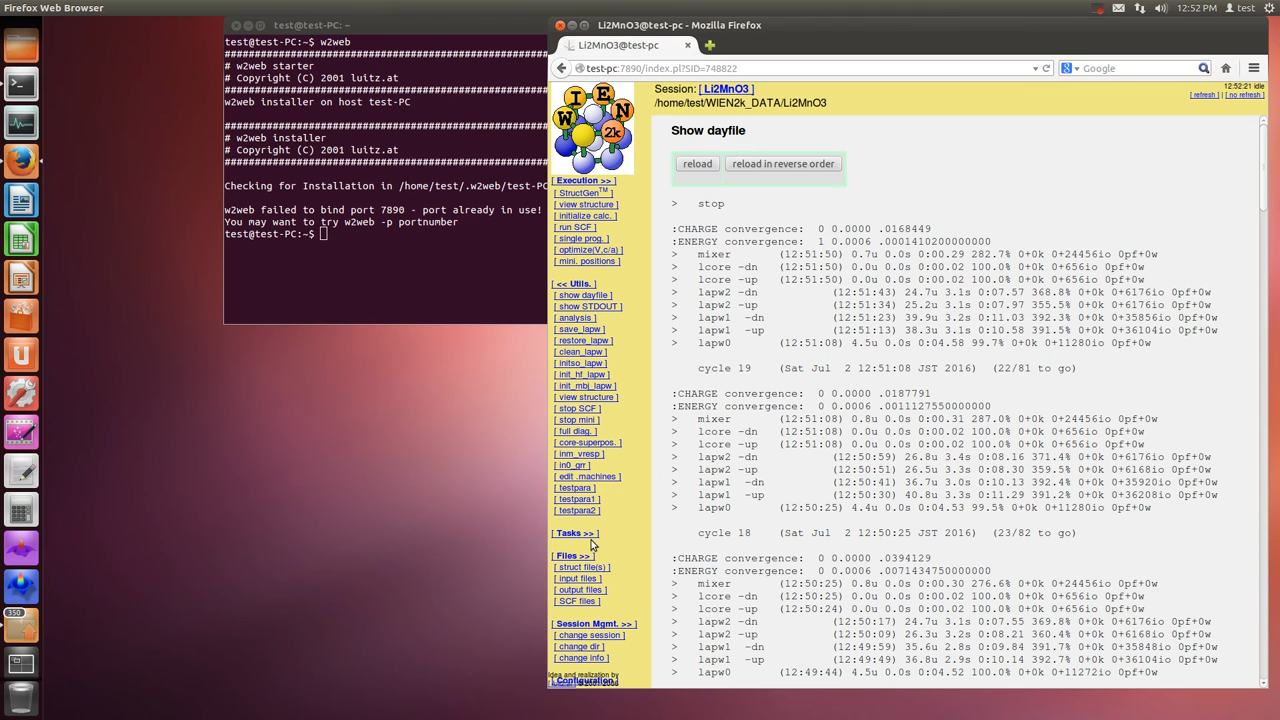 Firefox Web Browser
12:52 PM
test
test@test-PC: ~
test@test-PC:~$ w2web
########################################################
# w2web starter
# Copyright (C) 2001 luitz.at
########################################################
w2web installer on host test-PC
########################################################
# w2web installer
# Copyright (C) 2001 luitz.at
########################################################
Checking for Installation in /home/test/.w2web/test-PC
w2web failed to bind port 7890 - port already in use!
You may want to try w2web -p portnumber
test@test-PC:~$
350
Li2MnO3@test-pc - Mozilla Firefox
Li2MnO3@test-pc
test-pc:7890/index.pl?SID=748822
Google
WIEN
2k
Session: [ Li2MnO3 ]
/home/test/WIEN2k_DATA/Li2MnO3
12:52:21 idle
[ refresh ] [ no refresh ]
[ Execution >> ]
[ StructGen™ ]
[ view structure ]
[ initialize calc. ]
[ run SCF ]
[ single prog. ]
[ optimize(V,c/a) ]
[ mini. positions ]
[ << Utils. ]
[ show dayfile ]
[ show STDOUT ]
[ analysis ]
[ save_lapw ]
[ restore_lapw ]
[ clean_lapw ]
[ initso_lapw ]
[ init_hf_lapw ]
[ init_mbj_lapw ]
[ view structure ]
[ stop SCF ]
[ stop mini ]
[ full diag. ]
[ core-superpos. ]
[ inm_vresp ]
[ in0_grr ]
[ edit .machines ]
[ testpara ]
[ testpara1 ]
[ testpara2 ]
[ Tasks >> ]
[ Files >> ]
[ struct file(s) ]
[ input files ]
[ output files ]
[ SCF files ]
[ Session Mgmt. >> ]
[ change session ]
[ change dir ]
[ change info ]
Idea and realization by
[ Configuration ]
Show dayfile
reload
reload in reverse order
> stop
:CHARGE convergence: 0 0.0000 .0168449
:ENERGY convergence: 1 0.0006 .0001410200000000
> mixer (12:51:50) 0.7u 0.0s 0:00.29 282.7% 0+0k 0+24456io 0pf+0w
> lcore -dn (12:51:50) 0.0u 0.0s 0:00.02 100.0% 0+0k 0+656io 0pf+0w
> lcore -up (12:51:50) 0.0u 0.0s 0:00.02 100.0% 0+0k 0+656io 0pf+0w
> lapw2 -dn (12:51:43) 24.7u 3.1s 0:07.57 368.8% 0+0k 0+6176io 0pf+0w
> lapw2 -up (12:51:34) 25.2u 3.1s 0:07.97 355.5% 0+0k 0+6176io 0pf+0w
> lapw1 -dn (12:51:23) 39.9u 3.2s 0:11.03 392.3% 0+0k 0+35856io 0pf+0w
> lapw1 -up (12:51:13) 38.3u 3.1s 0:10.58 391.5% 0+0k 0+36104io 0pf+0w
> lapw0 (12:51:08) 4.5u 0.0s 0:04.58 99.7% 0+0k 0+11280io 0pf+0w
cycle 19 (Sat Jul 2 12:51:08 JST 2016) (22/81 to go)
:CHARGE convergence: 0 0.0000 .0187791
:ENERGY convergence: 0 0.0006 .0011127550000000
> mixer (12:51:08) 0.8u 0.0s 0:00.31 287.0% 0+0k 0+24456io 0pf+0w
> lcore -dn (12:51:08) 0.0u 0.0s 0:00.02 100.0% 0+0k 0+656io 0pf+0w
> lcore -up (12:51:08) 0.0u 0.0s 0:00.02 100.0% 0+0k 0+656io 0pf+0w
> lapw2 -dn (12:50:59) 26.8u 3.4s 0:08.16 371.4% 0+0k 0+6176io 0pf+0w
> lapw2 -up (12:50:51) 26.5u 3.3s 0:07.90 378.5% 0+0k 0+6168io 0pf+0w
> lapw1 -dn (12:50:41) 36.7u 3.0s 0:10.13 392.4% 0+0k 0+35920io 0pf+0w
> lapw1 -up (12:50:30) 40.1u 3.3s 0:11.12 391.2% 0+0k 0+36208io 0pf+0w
> lapw0 (12:50:25) 4.4u 0.0s 0:04.53 99.5% 0+0k 0+11272io 0pf+0w
cycle 18 (Sat Jul 2 12:50:25 JST 2016) (23/82 to go)
:CHARGE convergence: 0 0.0000 .0394129
:ENERGY convergence: 0 0.0006 .0071434750000000
> mixer (12:50:25) 0.8u 0.0s 0:00.30 276.6% 0+0k 0+24456io 0pf+0w
> lcore -dn (12:50:25) 0.0u 0.0s 0:00.02 100.0% 0+0k 0+656io 0pf+0w
> lcore -up (12:50:24) 0.0u 0.0s 0:00.02 100.0% 0+0k 0+656io 0pf+0w
> lapw2 -dn (12:50:17) 24.7u 3.1s 0:07.55 369.8% 0+0k 0+6176io 0pf+0w
> lapw2 -up (12:50:09) 26.1u 3.2s 0:08.14 360.4% 0+0k 0+6168io 0pf+0w
> lapw1 -dn (12:49:59) 35.6u 2.8s 0:09.84 391.0% 0+0k 0+35848io 0pf+0w
> lapw1 -up (12:49:49) 36.8u 2.9s 0:10.14 392.7% 0+0k 0+36104io 0pf+0w
> lapw0 (12:49:44) 4.5u 0.0s 0:04.52 100.0% 0+0k 0+11272io 0pf+0w